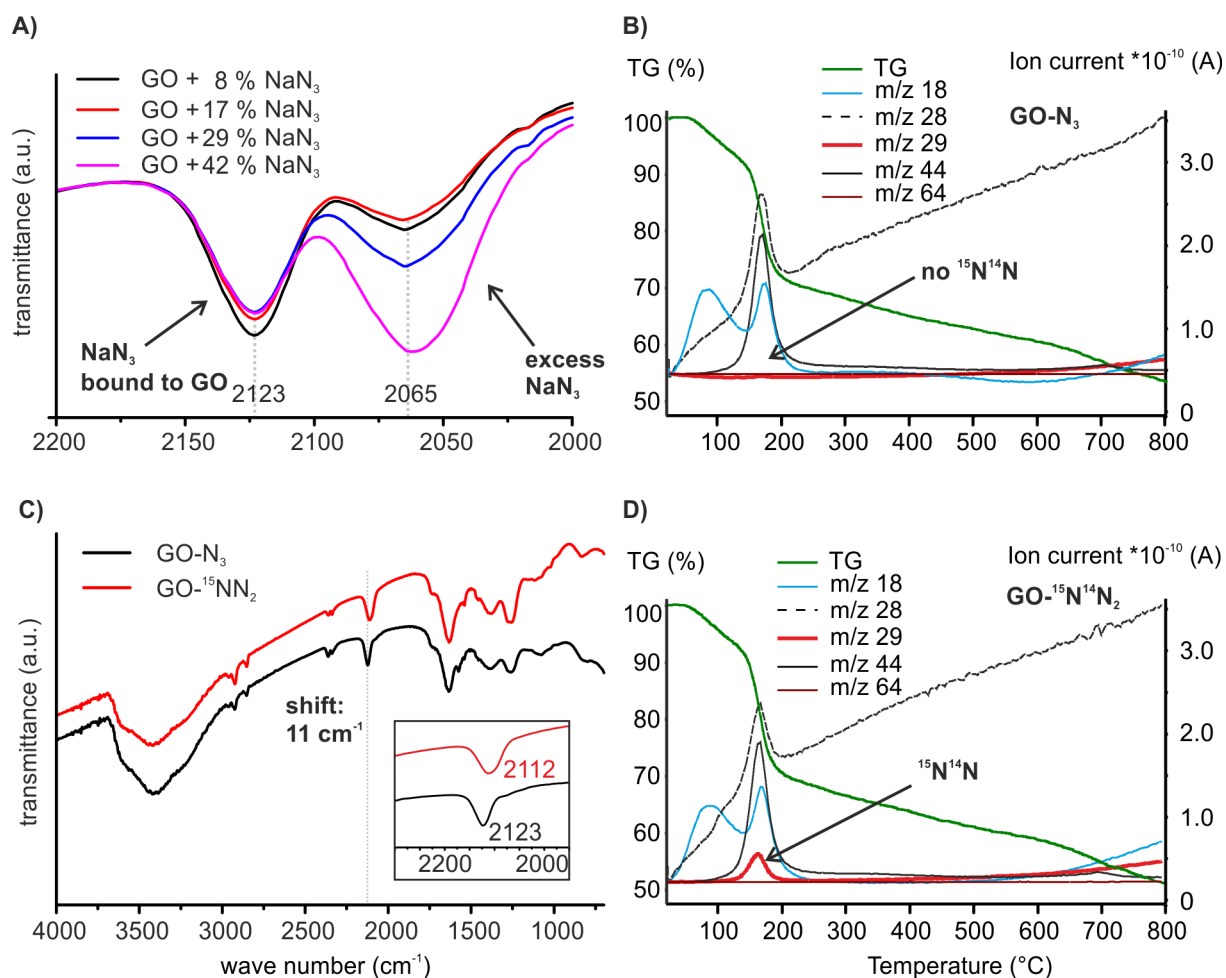 A)
GO + 8 % NaN₃
GO + 17 % NaN₃
GO + 29 % NaN₃
GO + 42 % NaN₃
transmittance (a.u.)
NaN₃
bound to GO
2123
2065
excess
NaN₃
2200
2150
2100
2050
2000
B)
TG (%)
Ion current *10⁻¹⁰ (A)
TG
m/z 18
m/z 28
m/z 29
m/z 44
m/z 64
GO-N₃
no ¹⁵N¹⁴N
100
90
80
70
60
50
3.0
2.0
1.0
0
100
200
300
400
500
600
700
800
C)
GO-N₃
GO-¹⁵NN₂
transmittance (a.u.)
shift:
11 cm⁻¹
2112
2123
2200
2000
4000
3500
3000
2500
2000
1500
1000
wave number (cm⁻¹)
D)
TG (%)
Ion current *10⁻¹⁰ (A)
TG
m/z 18
m/z 28
m/z 29
m/z 44
m/z 64
GO-¹⁵N¹⁴N₂
¹⁵N¹⁴N
100
90
80
70
60
50
3.0
2.0
1.0
0
100
200
300
400
500
600
700
800
Temperature (°C)